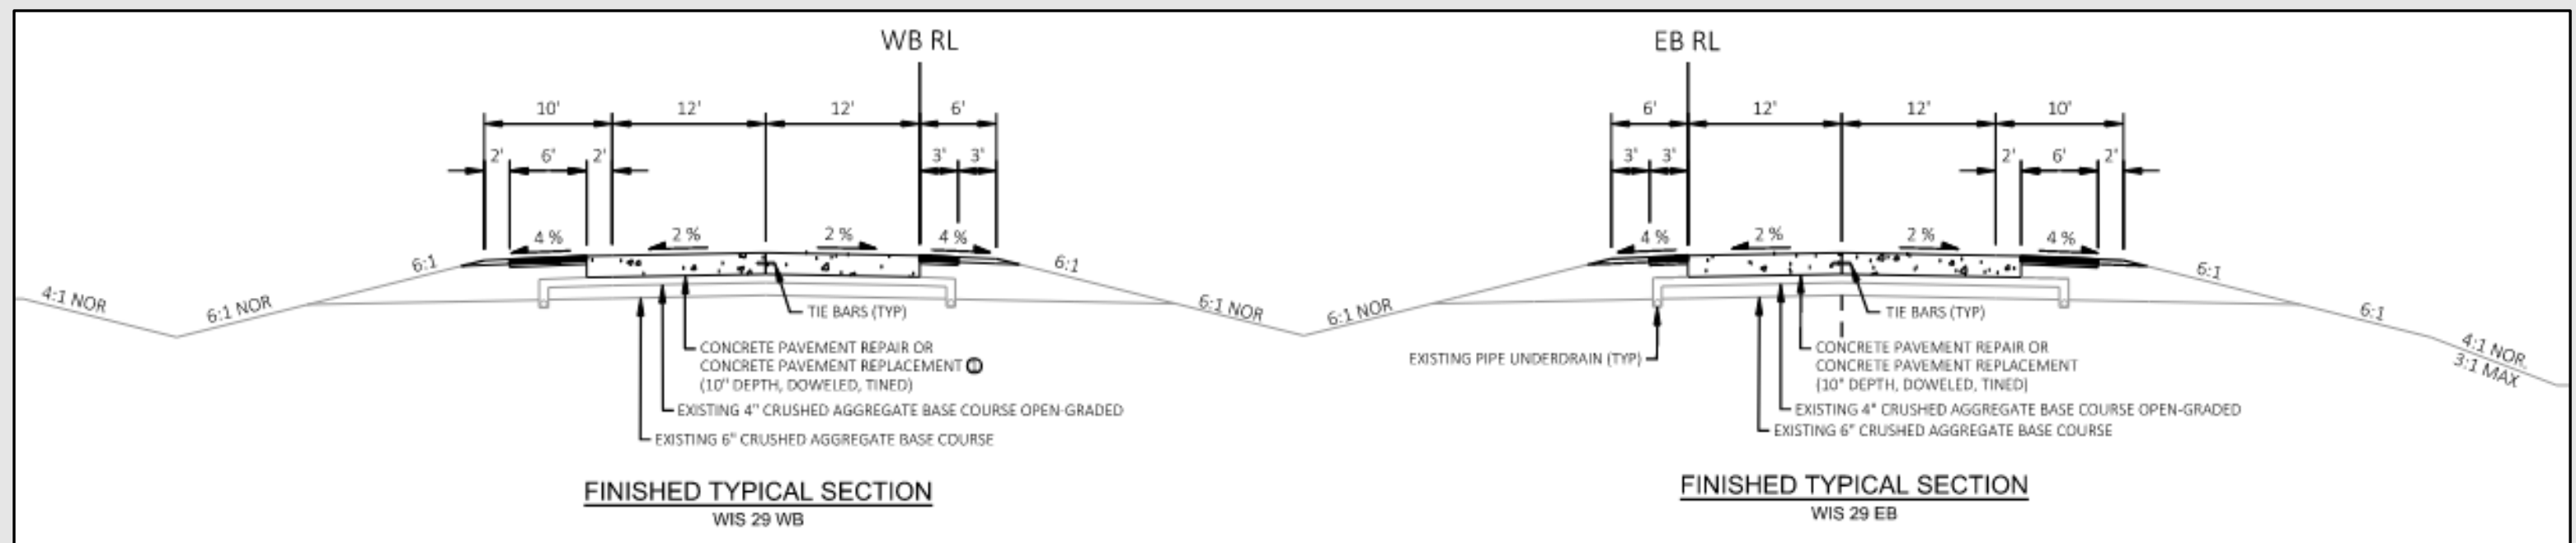 WB RL
10'
12'
12'
6'
2'
6'
2'
3'
3'
4 %
2 %
2 %
4 %
4:1 NOR
6:1 NOR
6:1
6:1
6:1 NOR
TIE BARS (TYP)
CONCRETE PAVEMENT REPAIR OR
CONCRETE PAVEMENT REPLACEMENT
(10" DEPTH, DOWELED, TINED)
EXISTING 4" CRUSHED AGGREGATE BASE COURSE OPEN-GRADED
EXISTING 6" CRUSHED AGGREGATE BASE COURSE
FINISHED TYPICAL SECTION
WIS 29 WB
EB RL
6'
12'
12'
10'
3'
3'
2'
6'
2'
4 %
2 %
2 %
4 %
6:1 NOR
6:1
6:1
4:1 NOR.
3:1 MAX
TIE BARS (TYP)
EXISTING PIPE UNDERDRAIN (TYP)
CONCRETE PAVEMENT REPAIR OR
CONCRETE PAVEMENT REPLACEMENT
(10" DEPTH, DOWELED, TINED)
EXISTING 4" CRUSHED AGGREGATE BASE COURSE OPEN-GRADED
EXISTING 6" CRUSHED AGGREGATE BASE COURSE
FINISHED TYPICAL SECTION
WIS 29 EB